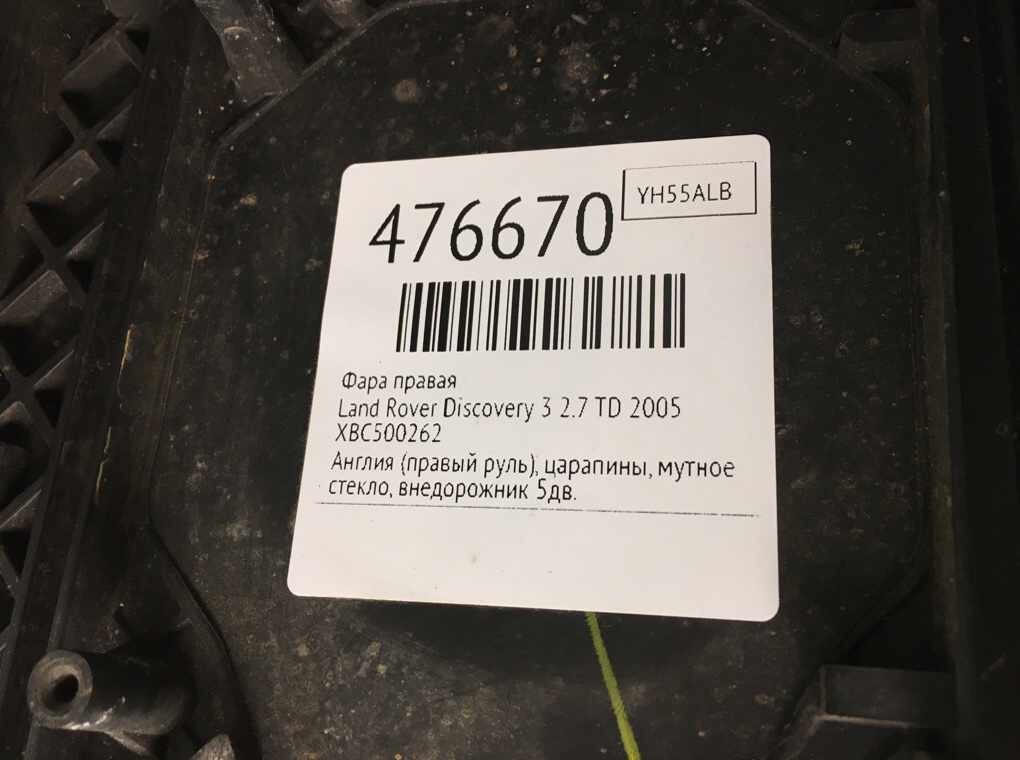 476670
YH55ALB
Фара правая
Land Rover Discovery 3 2.7 TD 2005
XBC500262
Англия (правый руль), царапины, мутное
стекло, внедорожник 5дв.